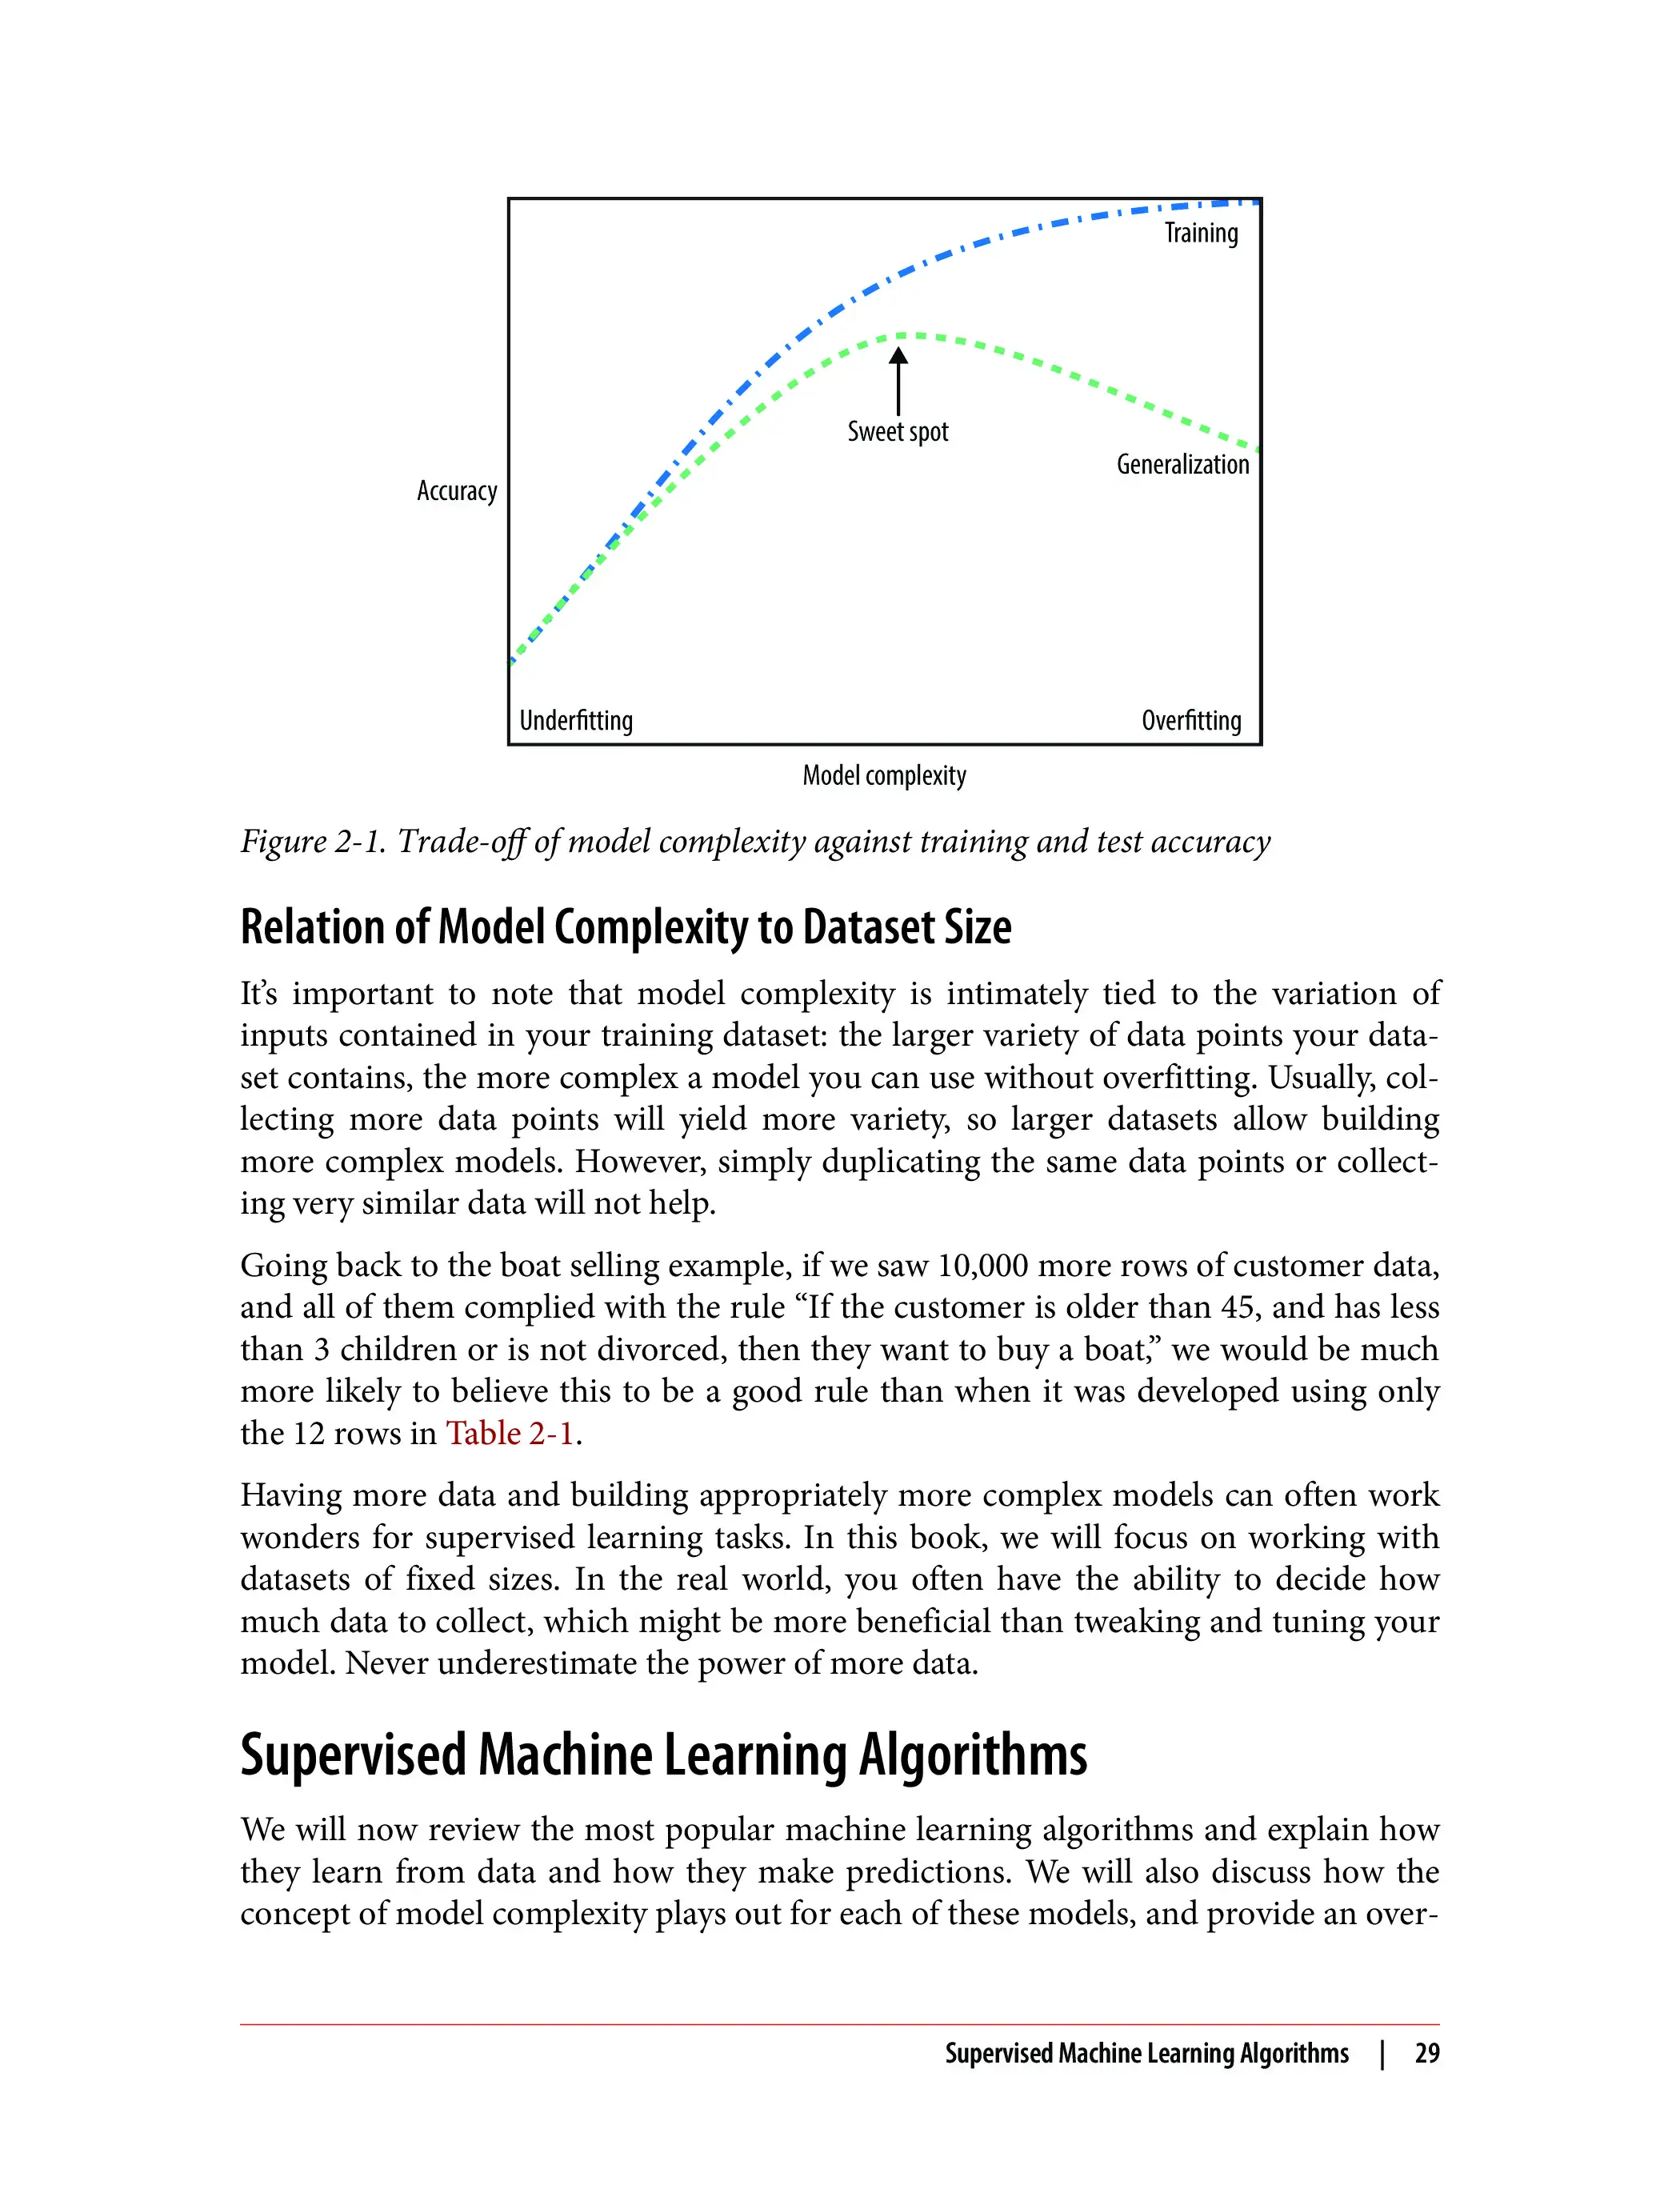 Training
Sweet spot
Generalization
Accuracy
Underfitting
Overfitting
Model complexity
Figure 2-1. Trade-off of model complexity against training and test accuracy
Relation of Model Complexity to Dataset Size
It’s important to note that model complexity is intimately tied to the variation of
inputs contained in your training dataset: the larger variety of data points your data-
set contains, the more complex a model you can use without overfitting. Usually, col-
lecting more data points will yield more variety, so larger datasets allow building
more complex models. However, simply duplicating the same data points or collect-
ing very similar data will not help.
Going back to the boat selling example, if we saw 10,000 more rows of customer data,
and all of them complied with the rule “If the customer is older than 45, and has less
than 3 children or is not divorced, then they want to buy a boat,” we would be much
more likely to believe this to be a good rule than when it was developed using only
the 12 rows in Table 2-1.
Having more data and building appropriately more complex models can often work
wonders for supervised learning tasks. In this book, we will focus on working with
datasets of fixed sizes. In the real world, you often have the ability to decide how
much data to collect, which might be more beneficial than tweaking and tuning your
model. Never underestimate the power of more data.
Supervised Machine Learning Algorithms
We will now review the most popular machine learning algorithms and explain how
they learn from data and how they make predictions. We will also discuss how the
concept of model complexity plays out for each of these models, and provide an over-
Supervised Machine Learning Algorithms | 29